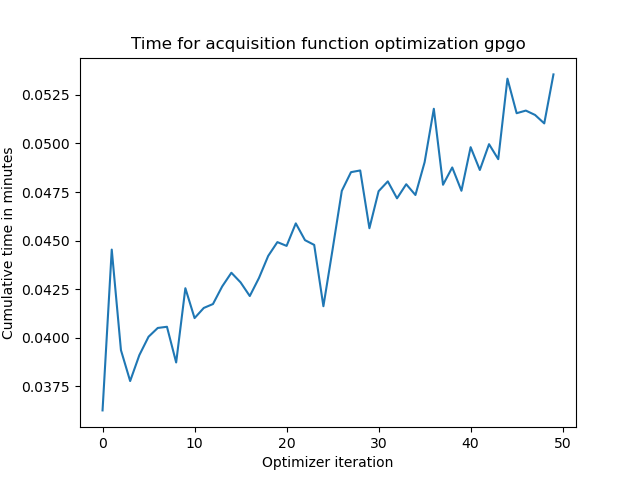 Time for acquisition function optimization gpgo
Cumulative time in minutes
0.0525
0.0500
0.0475
0.0450
0.0425
0.0400
0.0375
0 10 20 30 40 50
Optimizer iteration